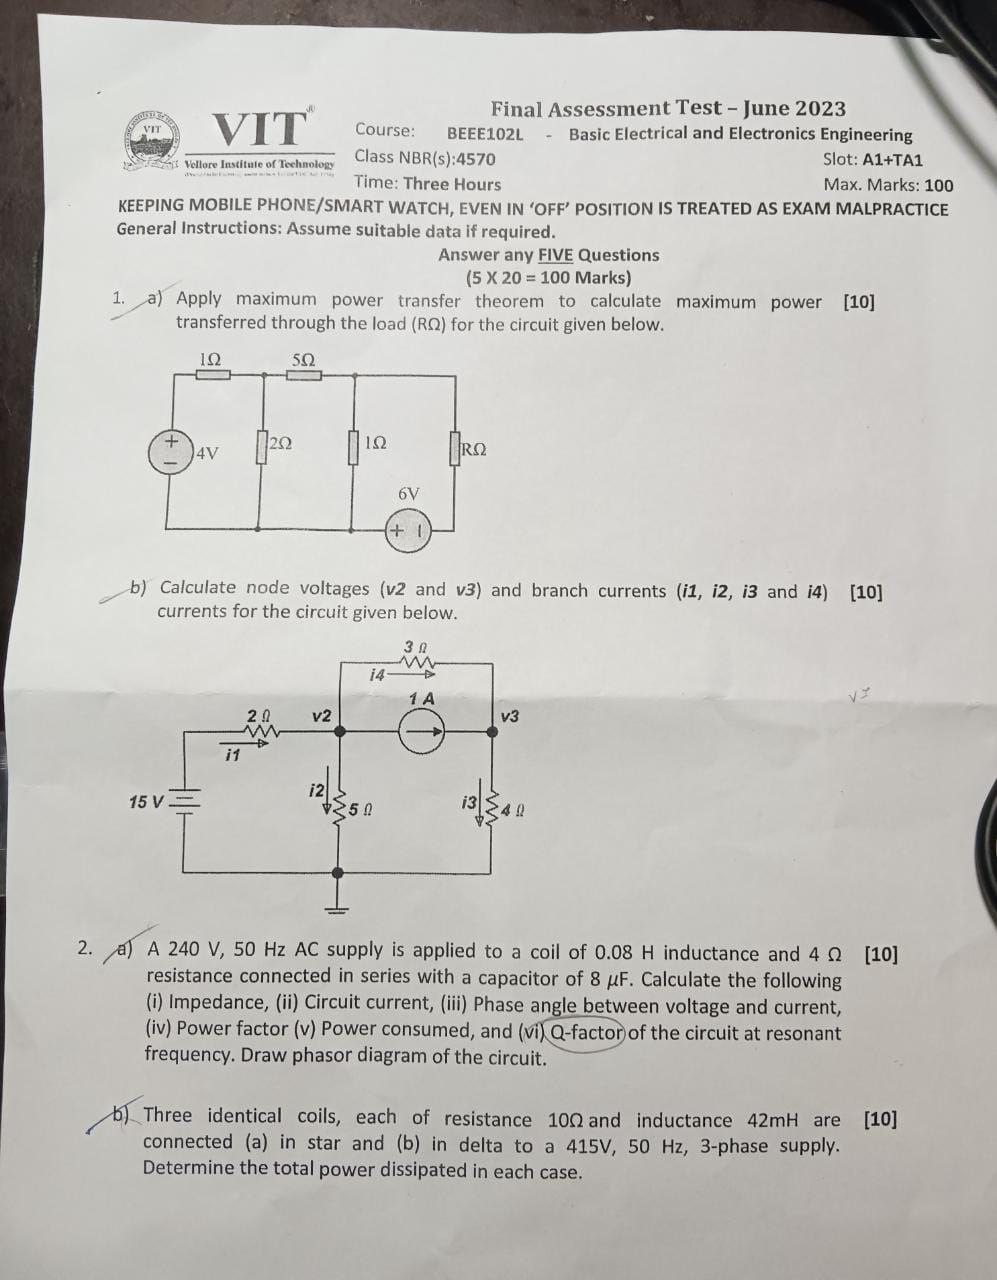 Final Assessment Test – June 2023
VIT
VIT®
Vellore Institute of Technology
Course: BEEE102L - Basic Electrical and Electronics Engineering
Class NBR(s):4570 Slot: A1+TA1
Time: Three Hours Max. Marks: 100
KEEPING MOBILE PHONE/SMART WATCH, EVEN IN ‘OFF’ POSITION IS TREATED AS EXAM MALPRACTICE
General Instructions: Assume suitable data if required.
Answer any FIVE Questions
(5 X 20 = 100 Marks)
1. a) Apply maximum power transfer theorem to calculate maximum power [10]
transferred through the load (RΩ) for the circuit given below.
1Ω 5Ω
+ 4V 2Ω 1Ω RΩ
6V
+
b) Calculate node voltages (v2 and v3) and branch currents (i1, i2, i3 and i4) [10]
currents for the circuit given below.
3 Ω
i4
1 A
2 Ω v2 v3
i1
15 V i2 5 Ω i3 4 Ω
2. a) A 240 V, 50 Hz AC supply is applied to a coil of 0.08 H inductance and 4 Ω [10]
resistance connected in series with a capacitor of 8 μF. Calculate the following
(i) Impedance, (ii) Circuit current, (iii) Phase angle between voltage and current,
(iv) Power factor (v) Power consumed, and (vi) Q-factor of the circuit at resonant
frequency. Draw phasor diagram of the circuit.
b) Three identical coils, each of resistance 10Ω and inductance 42mH are [10]
connected (a) in star and (b) in delta to a 415V, 50 Hz, 3-phase supply.
Determine the total power dissipated in each case.